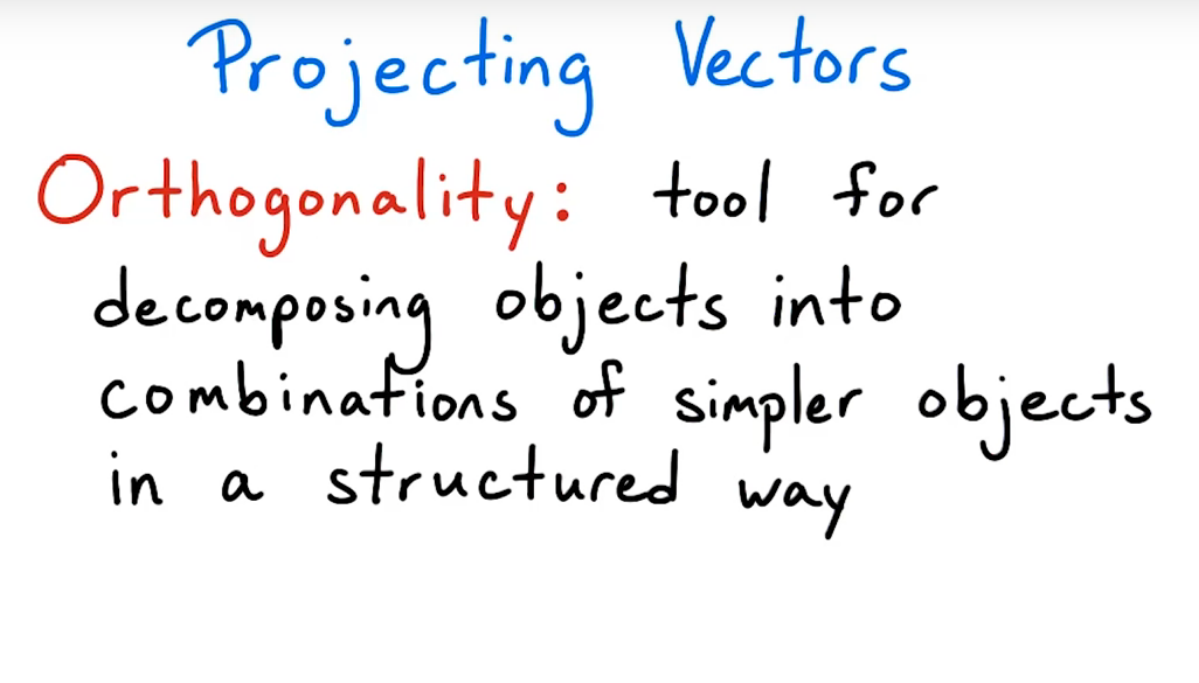 Projecting Vectors
Orthogonality: tool for
decomposing objects into
combinations of simpler objects
in a structured way